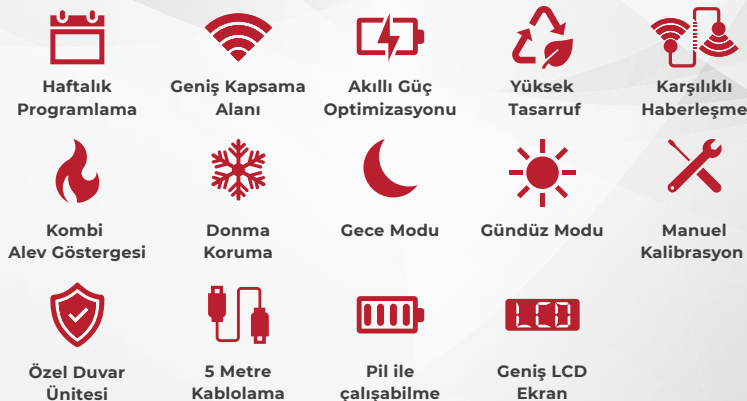 Haftalık
Programlama
Geniş Kapsama
Alanı
Akıllı Güç
Optimizasyonu
Yüksek
Tasarruf
Karşılıklı
Haberleşme
Kombi
Alev Göstergesi
Donma
Koruma
Gece Modu
Gündüz Modu
Manuel
Kalibrasyon
Özel Duvar
Ünitesi
5 Metre
Kablolama
Pil ile
çalışabilme
LCD
Geniş LCD
Ekran